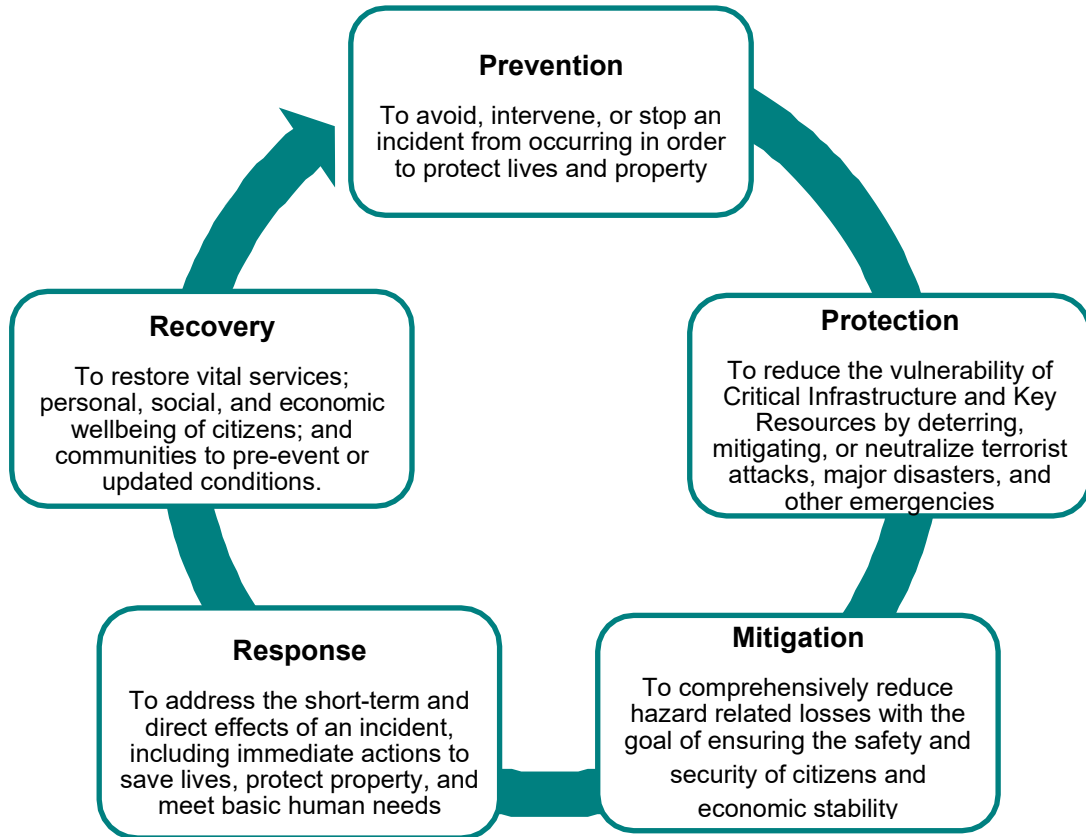 Prevention
To avoid, intervene, or stop an
incident from occurring in order
to protect lives and property
Protection
To reduce the vulnerability of
Critical Infrastructure and Key
Resources by deterring,
mitigating, or neutralize terrorist
attacks, major disasters, and
other emergencies
Mitigation
To comprehensively reduce
hazard related losses with the
goal of ensuring the safety and
security of citizens and
economic stability
Response
To address the short-term and
direct effects of an incident,
including immediate actions to
save lives, protect property, and
meet basic human needs
Recovery
To restore vital services;
personal, social, and economic
wellbeing of citizens; and
communities to pre-event or
updated conditions.